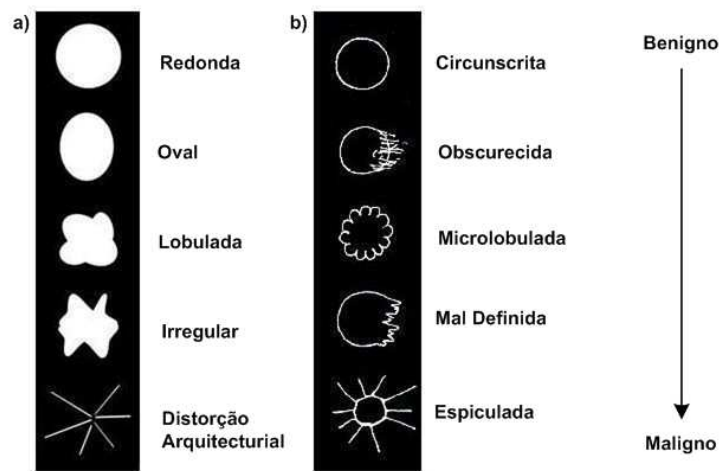 a)
Redonda
Oval
Lobulada
Irregular
Distorção
Arquitecturial
b)
Circunscrita
Obscurecida
Microlobulada
Mal Definida
Espiculada
Benigno
Maligno